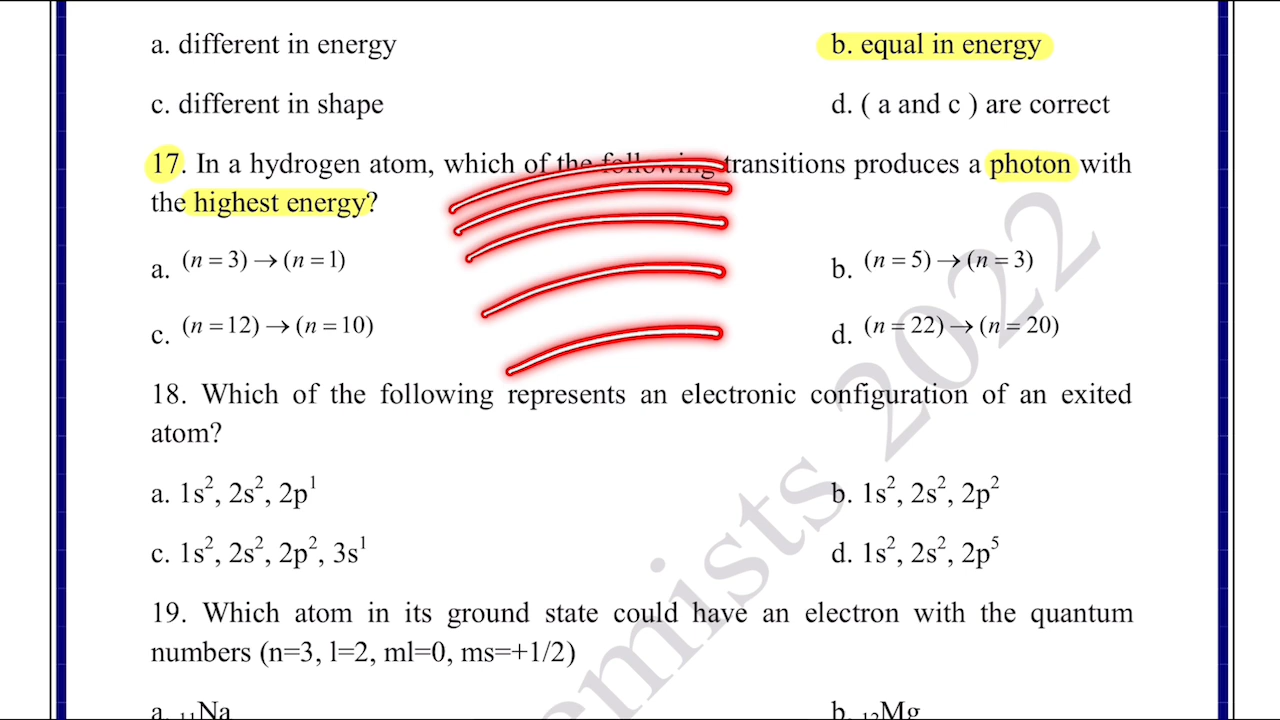 a. different in energy b. equal in energy
c. different in shape d. ( a and c ) are correct
17. In a hydrogen atom, which of the following transitions produces a photon with
the highest energy?
a. (n = 3) → (n = 1) b. (n = 5) → (n = 3)
c. (n = 12) → (n = 10) d. (n = 22) → (n = 20)
18. Which of the following represents an electronic configuration of an exited
atom?
a. 1s², 2s², 2p¹ b. 1s², 2s², 2p²
c. 1s², 2s², 2p², 3s¹ d. 1s², 2s², 2p⁵
19. Which atom in its ground state could have an electron with the quantum
numbers (n=3, l=2, ml=0, ms=+1/2)
a. ₁₁Na b. ₁₂Mg
emists 2022